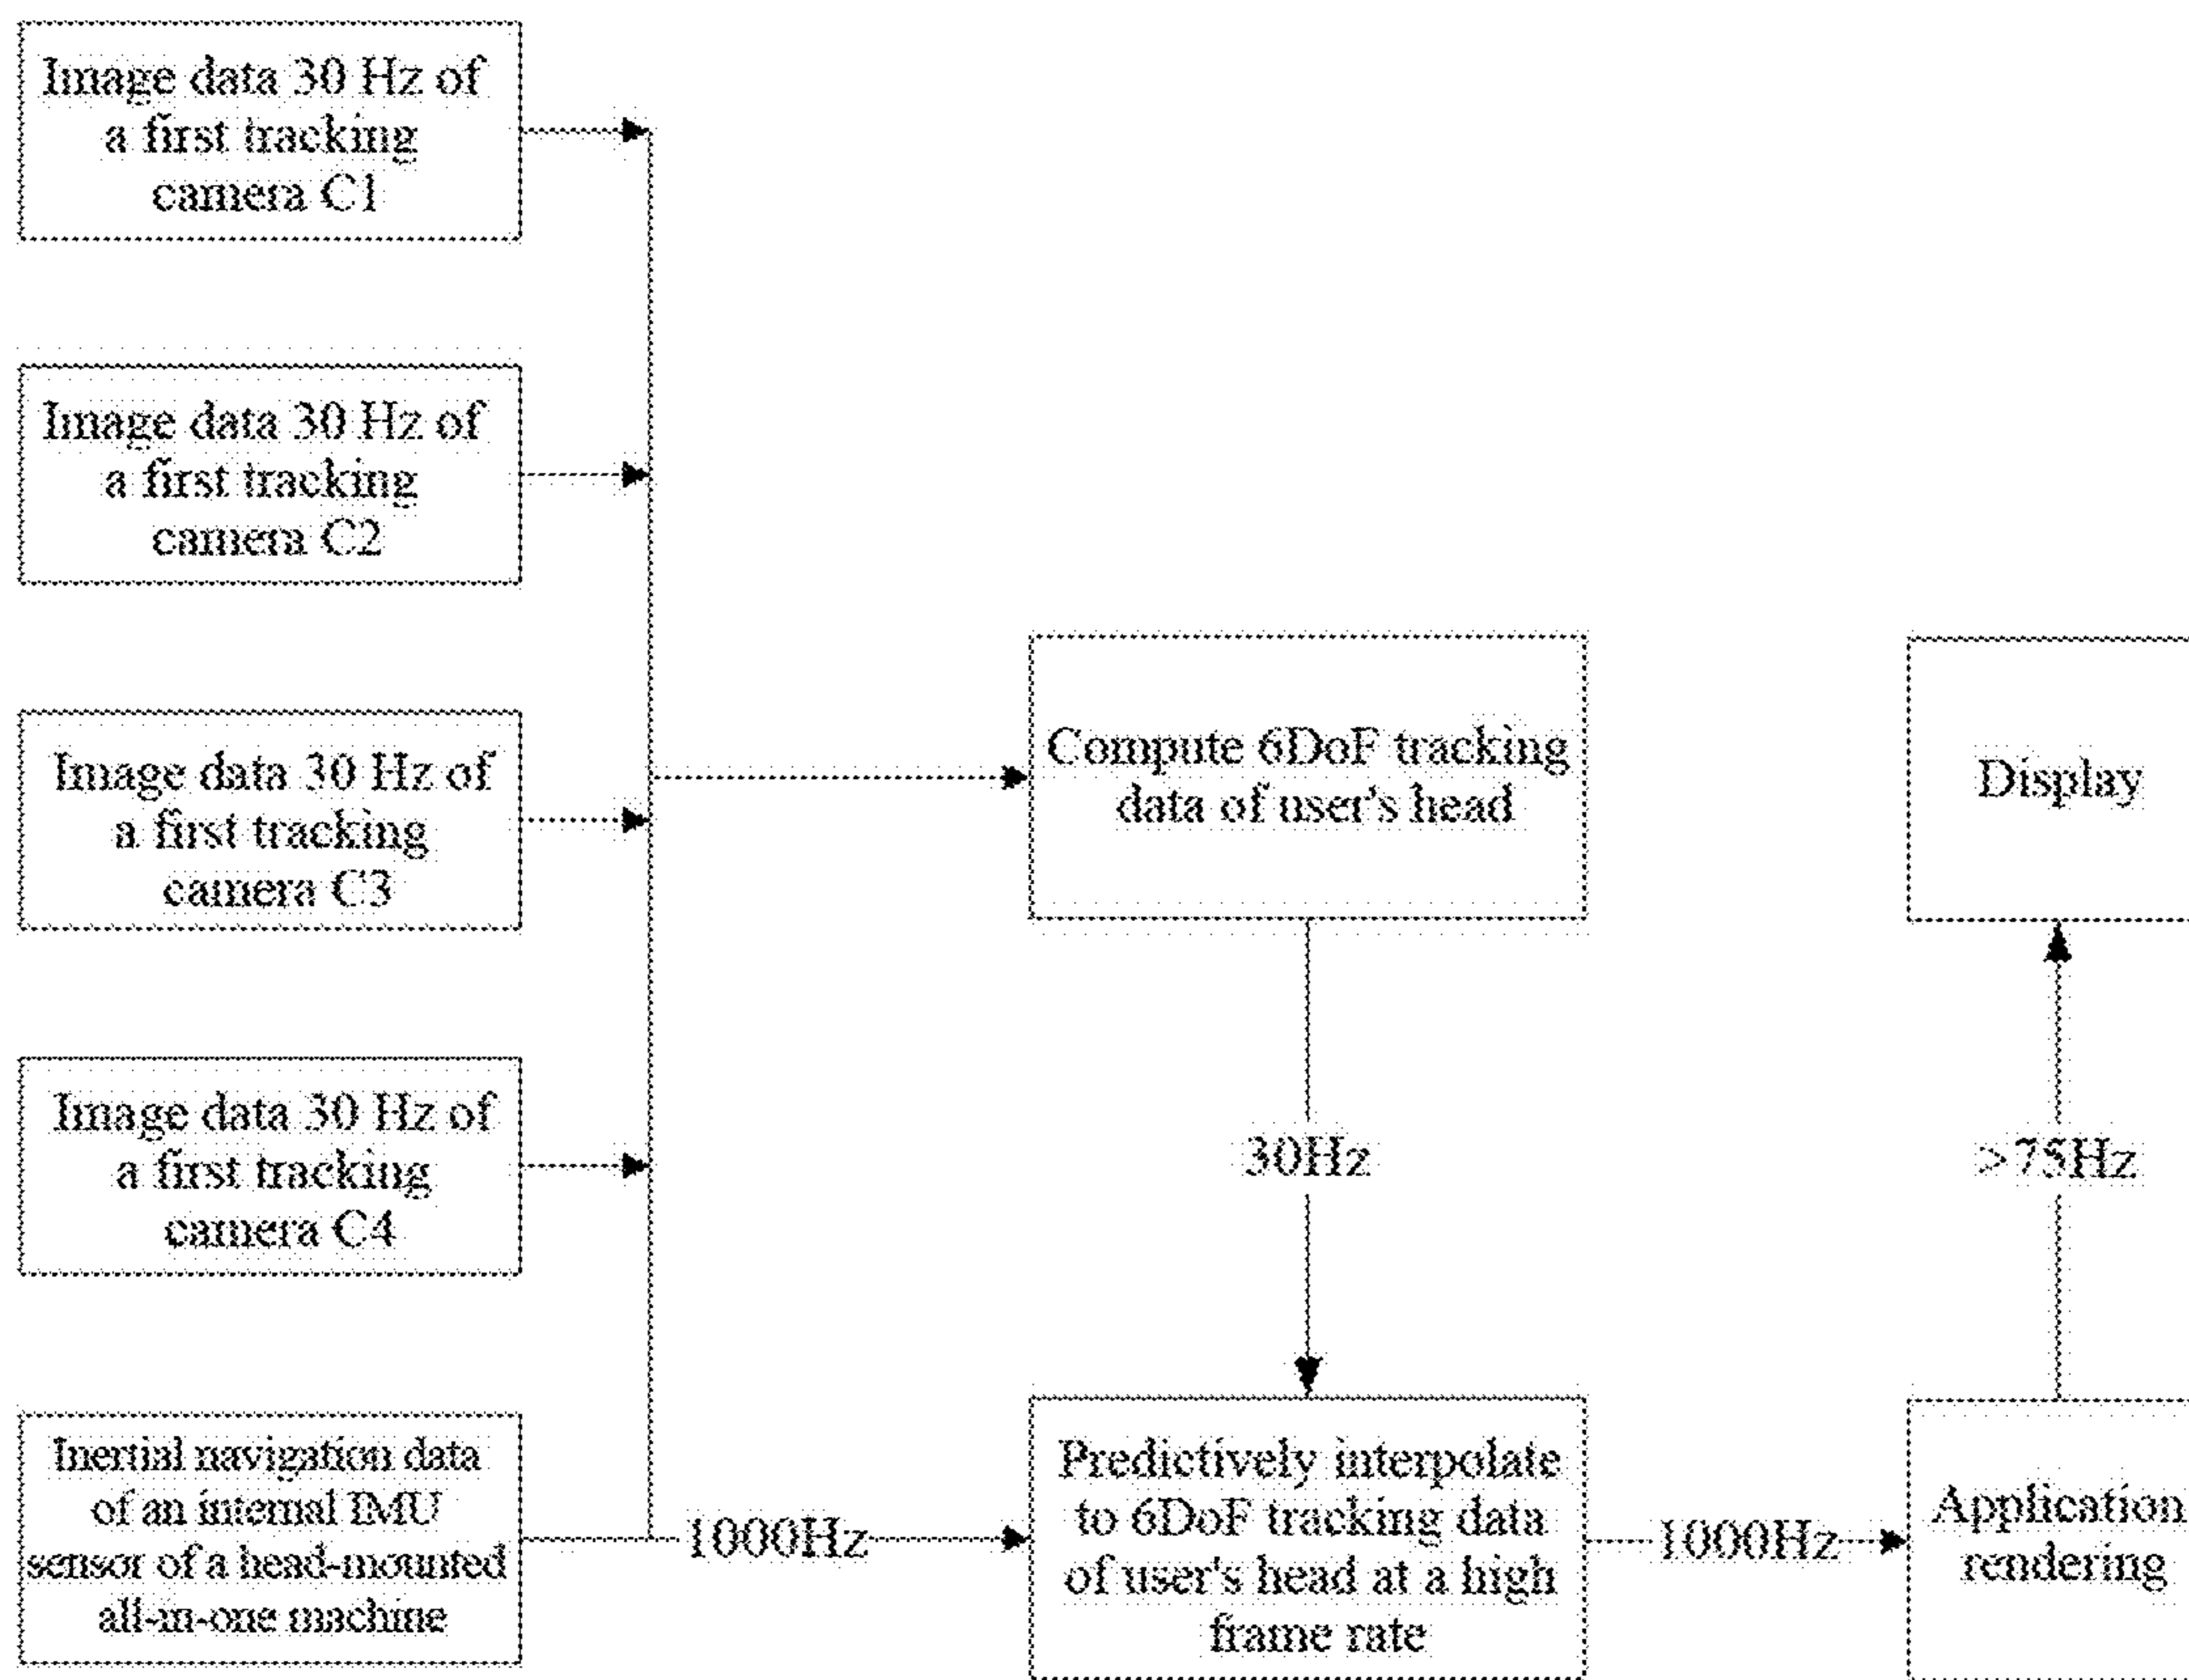 Image data 30 Hz of
a first tracking
camera C1
Image data 30 Hz of
a first tracking
camera C2
Image data 30 Hz of
a first tracking
camera C3
Image data 30 Hz of
a first tracking
camera C4
Inertial navigation data
of an internal IMU
sensor of a head-mounted
all-in-one machine
1000Hz
Compute 6DoF tracking
data of user's head
30Hz
Predictively interpolate
to 6DoF tracking data
of user's head at a high
frame rate
1000Hz
Application
rendering
>75Hz
Display